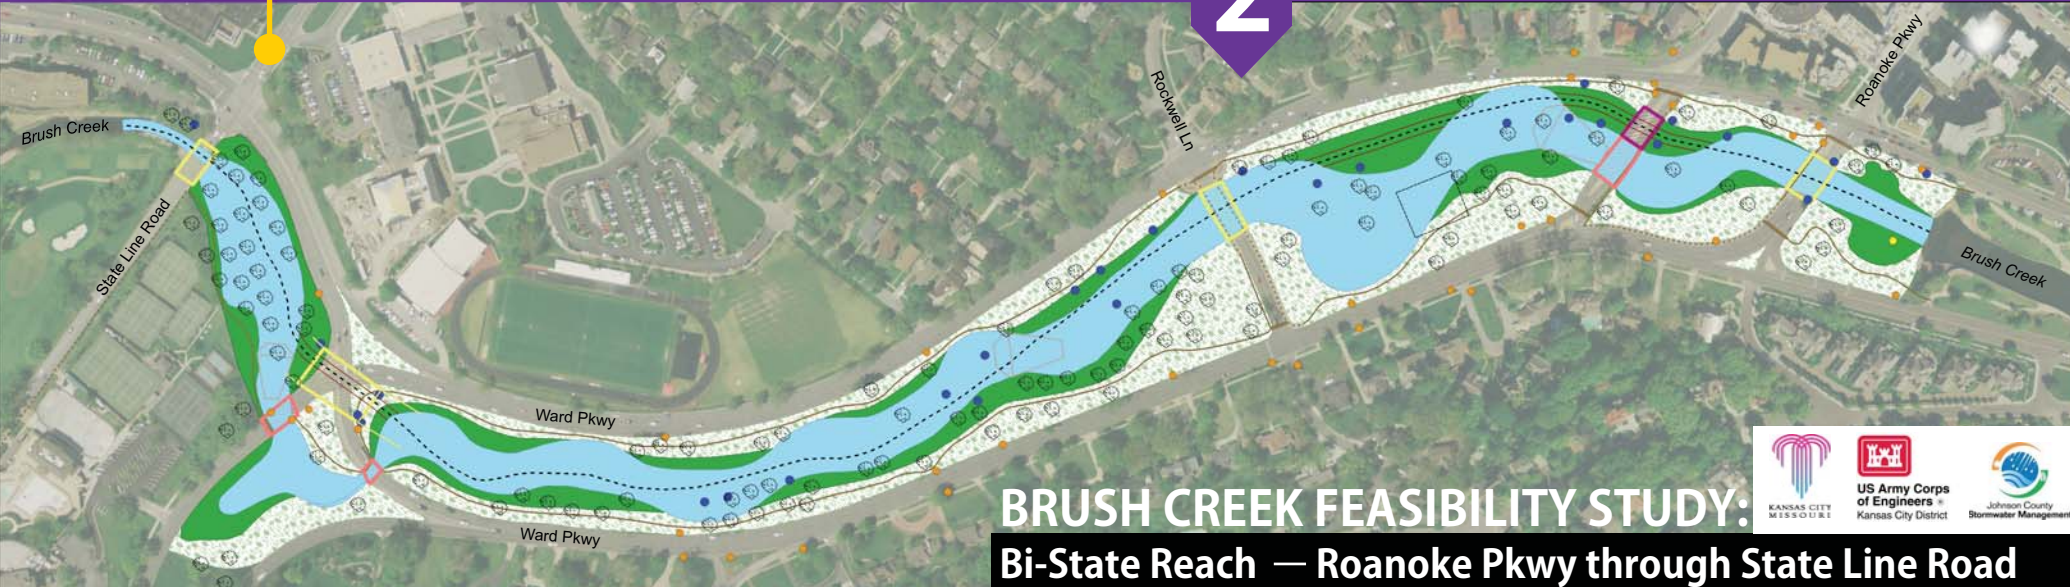 2
Roanoke Pkwy
Rockwell Ln
Brush Creek
State Line Road
Brush Creek
Ward Pkwy
Ward Pkwy
BRUSH CREEK FEASIBILITY STUDY:
KANSAS CITY
MISSOURI
US Army Corps
of Engineers ®
Kansas City District
Johnson County
Stormwater Management
Bi-State Reach — Roanoke Pkwy through State Line Road